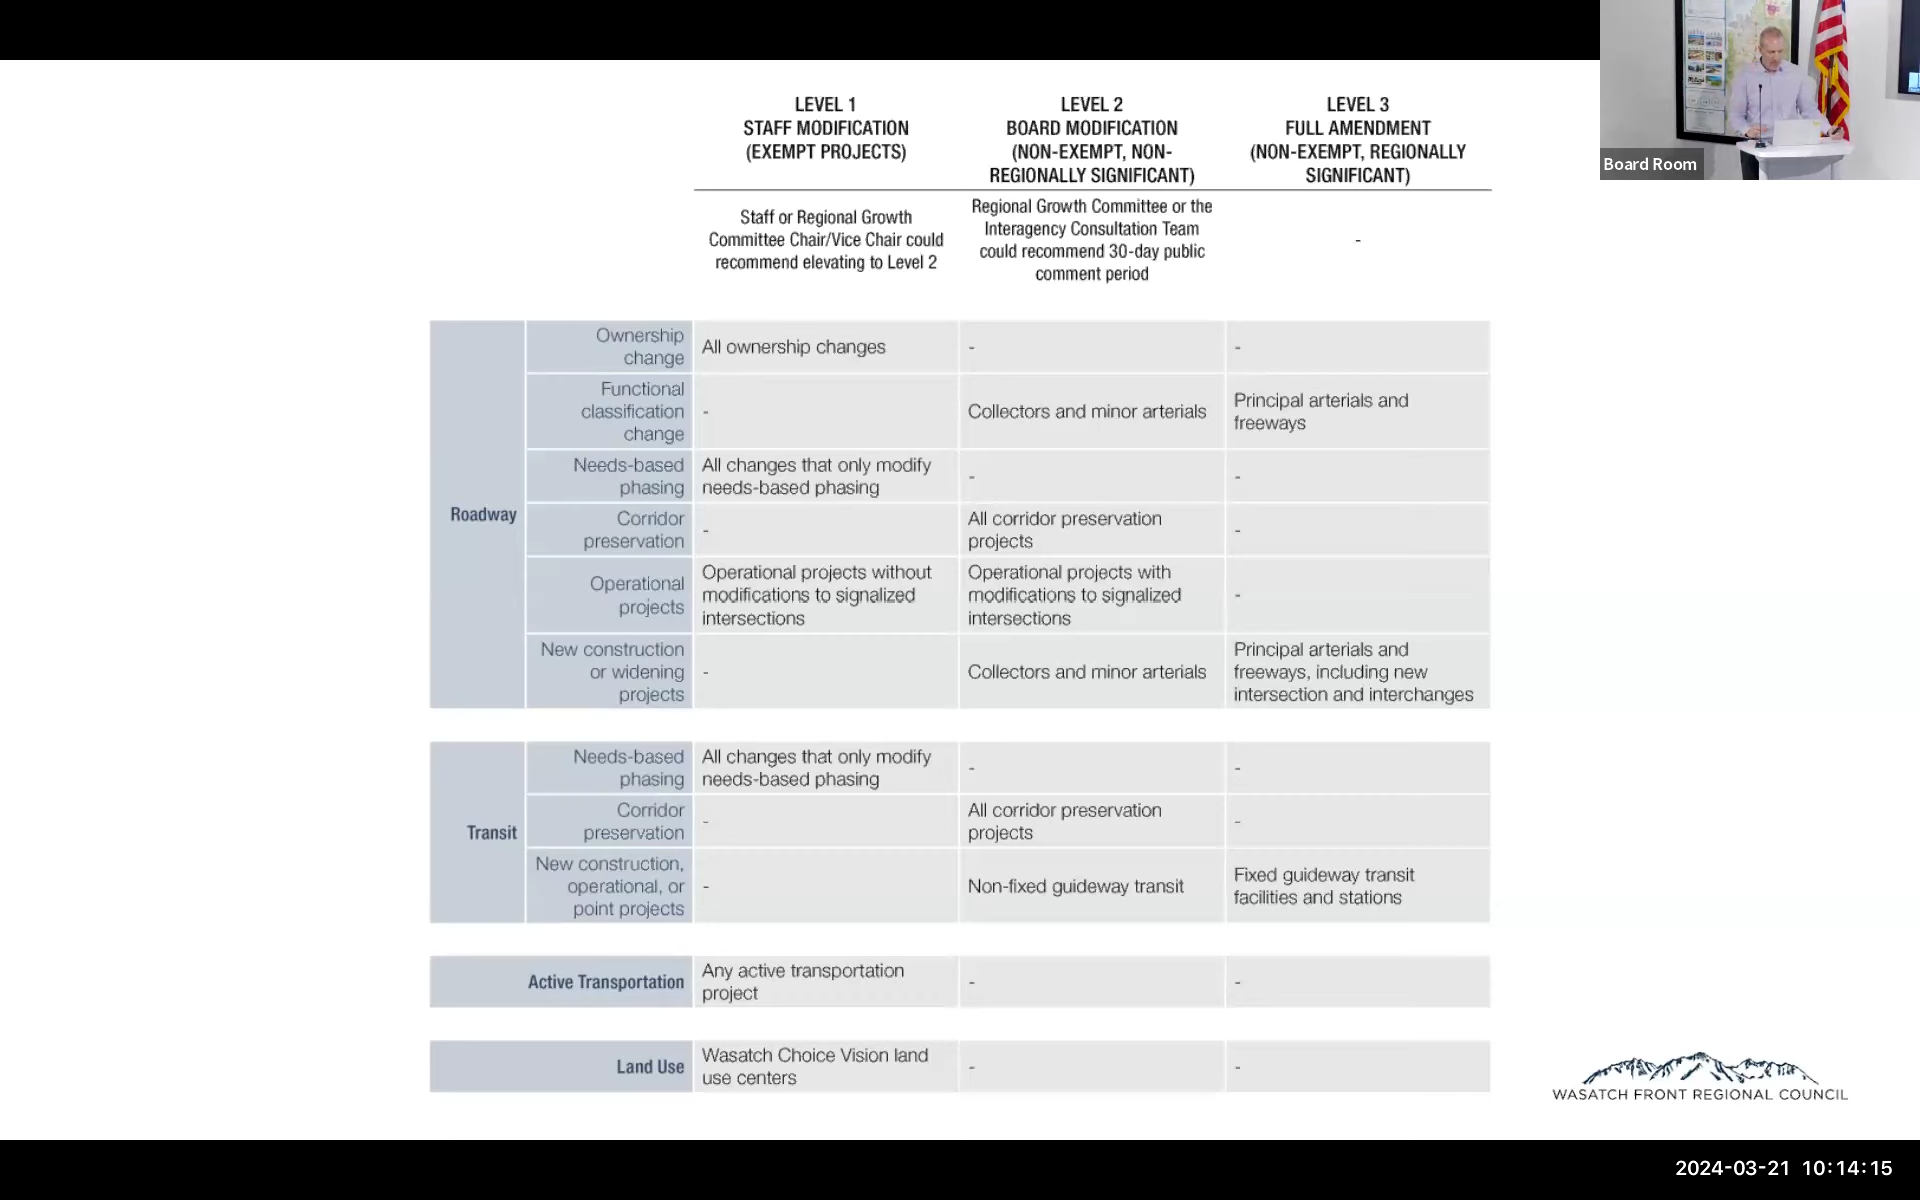 LEVEL 1
STAFF MODIFICATION
(EXEMPT PROJECTS)
LEVEL 2
BOARD MODIFICATION
(NON-EXEMPT, NON-
REGIONALLY SIGNIFICANT)
LEVEL 3
FULL AMENDMENT
(NON-EXEMPT, REGIONALLY
SIGNIFICANT)
Staff or Regional Growth
Committee Chair/Vice Chair could
recommend elevating to Level 2
Regional Growth Committee or the
Interagency Consultation Team
could recommend 30-day public
comment period
-
Roadway
Ownership
change
All ownership changes
-
-
Functional
classification
change
-
Collectors and minor arterials
Principal arterials and
freeways
Needs-based
phasing
All changes that only modify
needs-based phasing
-
-
Corridor
preservation
-
All corridor preservation
projects
-
Operational
projects
Operational projects without
modifications to signalized
intersections
Operational projects with
modifications to signalized
intersections
-
New construction
or widening
projects
-
Collectors and minor arterials
Principal arterials and
freeways, including new
intersection and interchanges
Transit
Needs-based
phasing
All changes that only modify
needs-based phasing
-
-
Corridor
preservation
-
All corridor preservation
projects
-
New construction,
operational, or
point projects
-
Non-fixed guideway transit
Fixed guideway transit
facilities and stations
Active Transportation
Any active transportation
project
-
-
Land Use
Wasatch Choice Vision land
use centers
-
-
WASATCH FRONT REGIONAL COUNCIL
Board Room
2024-03-21 10:14:15